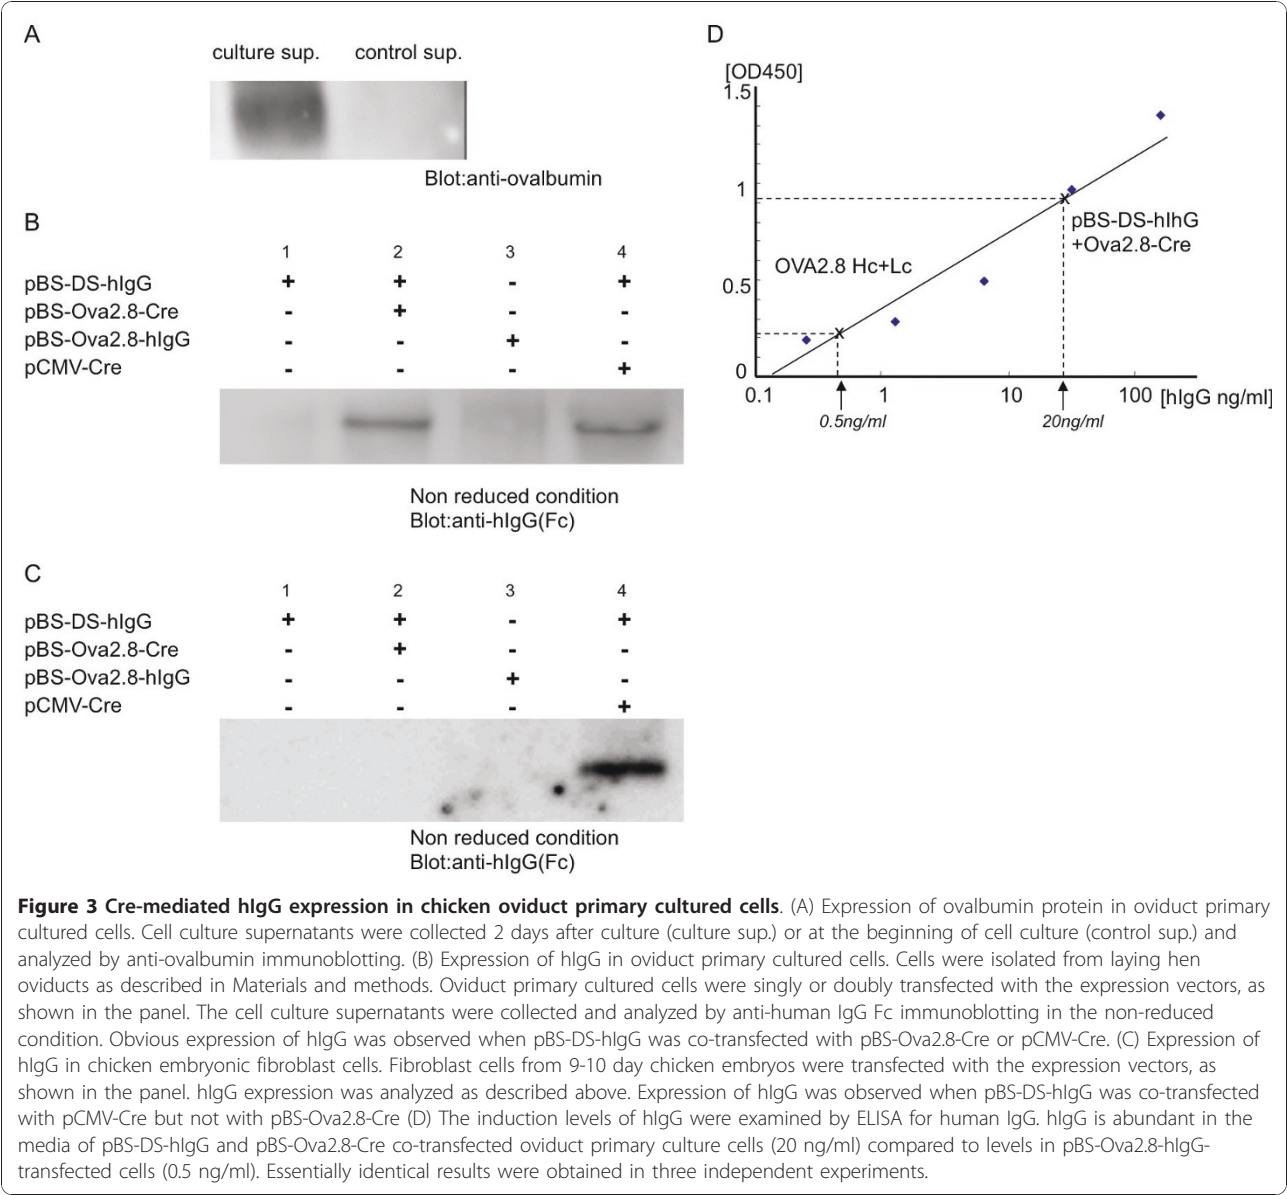 A
culture sup. control sup.
Blot:anti-ovalbumin
B
1 2 3 4
pBS-DS-hIgG + + - +
pBS-Ova2.8-Cre - + - -
pBS-Ova2.8-hIgG - - + -
pCMV-Cre - - - +
Non reduced condition
Blot:anti-hIgG(Fc)
C
1 2 3 4
pBS-DS-hIgG + + - +
pBS-Ova2.8-Cre - + - -
pBS-Ova2.8-hIgG - - + -
pCMV-Cre - - - +
Non reduced condition
Blot:anti-hIgG(Fc)
D
[OD450]
1.5
1
0.5
0
x
pBS-DS-hIhG
+Ova2.8-Cre
OVA2.8 Hc+Lc
x
0.1 1 10 100 [hIgG ng/ml]
0.5ng/ml 20ng/ml
Figure 3 Cre-mediated hIgG expression in chicken oviduct primary cultured cells. (A) Expression of ovalbumin protein in oviduct primary
cultured cells. Cell culture supernatants were collected 2 days after culture (culture sup.) or at the beginning of cell culture (control sup.) and
analyzed by anti-ovalbumin immunoblotting. (B) Expression of hIgG in oviduct primary cultured cells. Cells were isolated from laying hen
oviducts as described in Materials and methods. Oviduct primary cultured cells were singly or doubly transfected with the expression vectors, as
shown in the panel. The cell culture supernatants were collected and analyzed by anti-human IgG Fc immunoblotting in the non-reduced
condition. Obvious expression of hIgG was observed when pBS-DS-hIgG was co-transfected with pBS-Ova2.8-Cre or pCMV-Cre. (C) Expression of
hIgG in chicken embryonic fibroblast cells. Fibroblast cells from 9-10 day chicken embryos were transfected with the expression vectors, as
shown in the panel. hIgG expression was analyzed as described above. Expression of hIgG was observed when pBS-DS-hIgG was co-transfected
with pCMV-Cre but not with pBS-Ova2.8-Cre (D) The induction levels of hIgG were examined by ELISA for human IgG. hIgG is abundant in the
media of pBS-DS-hIgG and pBS-Ova2.8-Cre co-transfected oviduct primary culture cells (20 ng/ml) compared to levels in pBS-Ova2.8-hIgG-
transfected cells (0.5 ng/ml). Essentially identical results were obtained in three independent experiments.